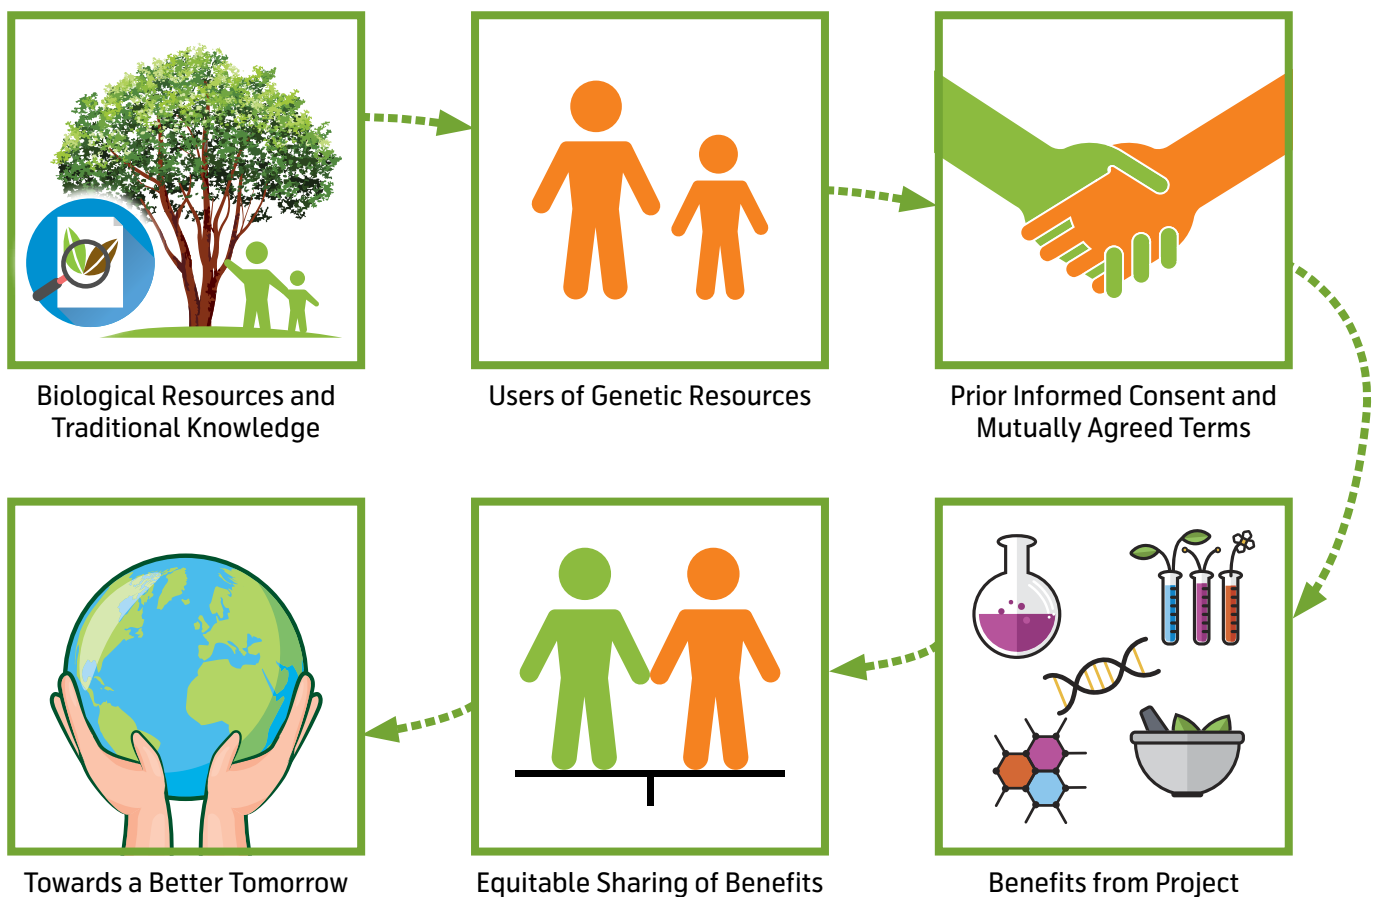 Biological Resources and
Traditional Knowledge
Users of Genetic Resources
Prior Informed Consent and
Mutually Agreed Terms
Towards a Better Tomorrow
Equitable Sharing of Benefits
Benefits from Project